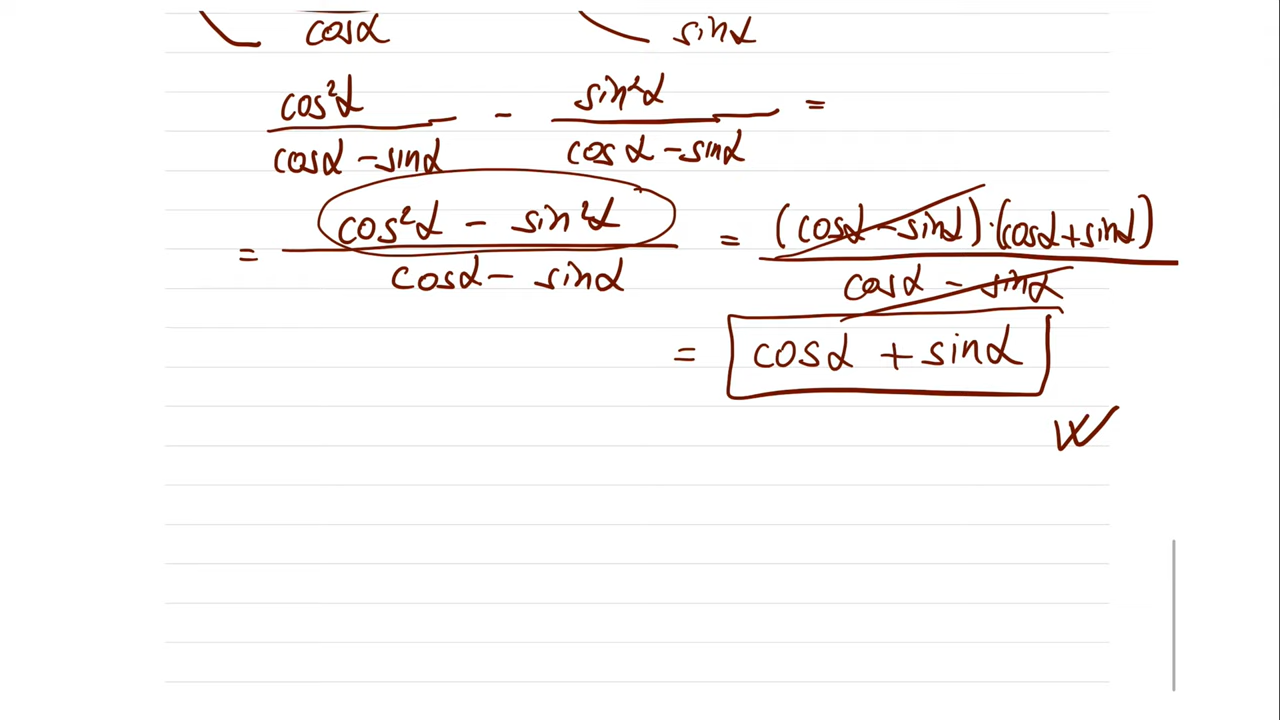 cosα sinα
cos²α / cosα - sinα - sin²α / cosα - sinα =
= cos²α - sin²α / cosα - sinα = (cosα - sinα)·(cosα + sinα) / cosα - sinα
= cosα + sinα